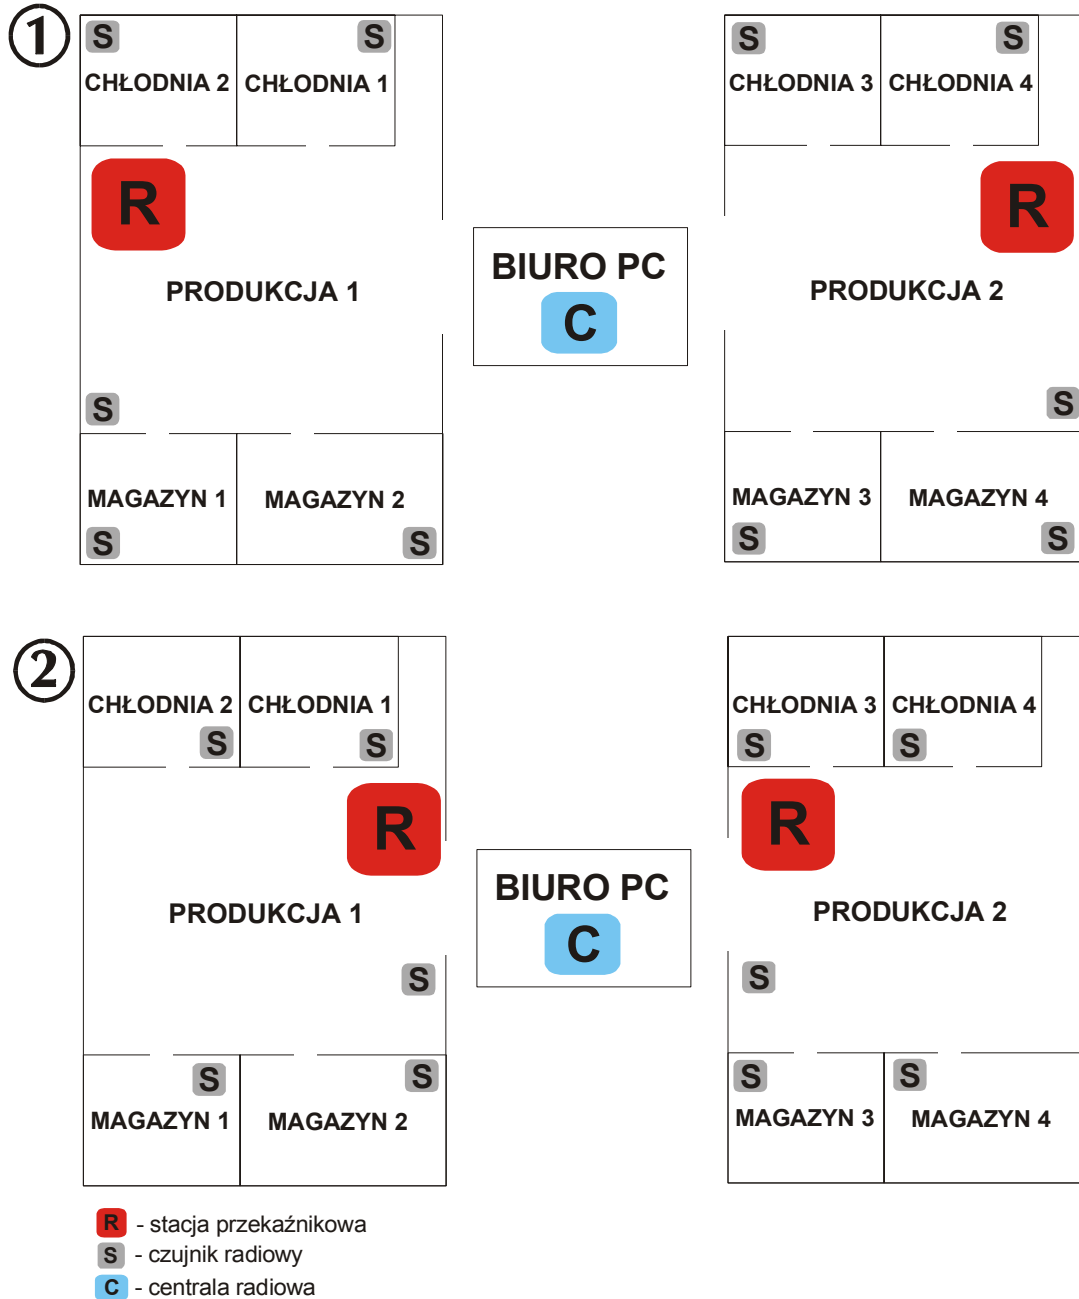 1
S S S S
CHŁODNIA 2 CHŁODNIA 1 CHŁODNIA 3 CHŁODNIA 4
R R
BIURO PC
C
PRODUKCJA 1 PRODUKCJA 2
S S
MAGAZYN 1 MAGAZYN 2 MAGAZYN 3 MAGAZYN 4
S S S S
2
CHŁODNIA 2 CHŁODNIA 1 CHŁODNIA 3 CHŁODNIA 4
S S S S
R R
BIURO PC
C
PRODUKCJA 1 PRODUKCJA 2
S S
S S S S
MAGAZYN 1 MAGAZYN 2 MAGAZYN 3 MAGAZYN 4
R - stacja przekaźnikowa
S - czujnik radiowy
C - centrala radiowa